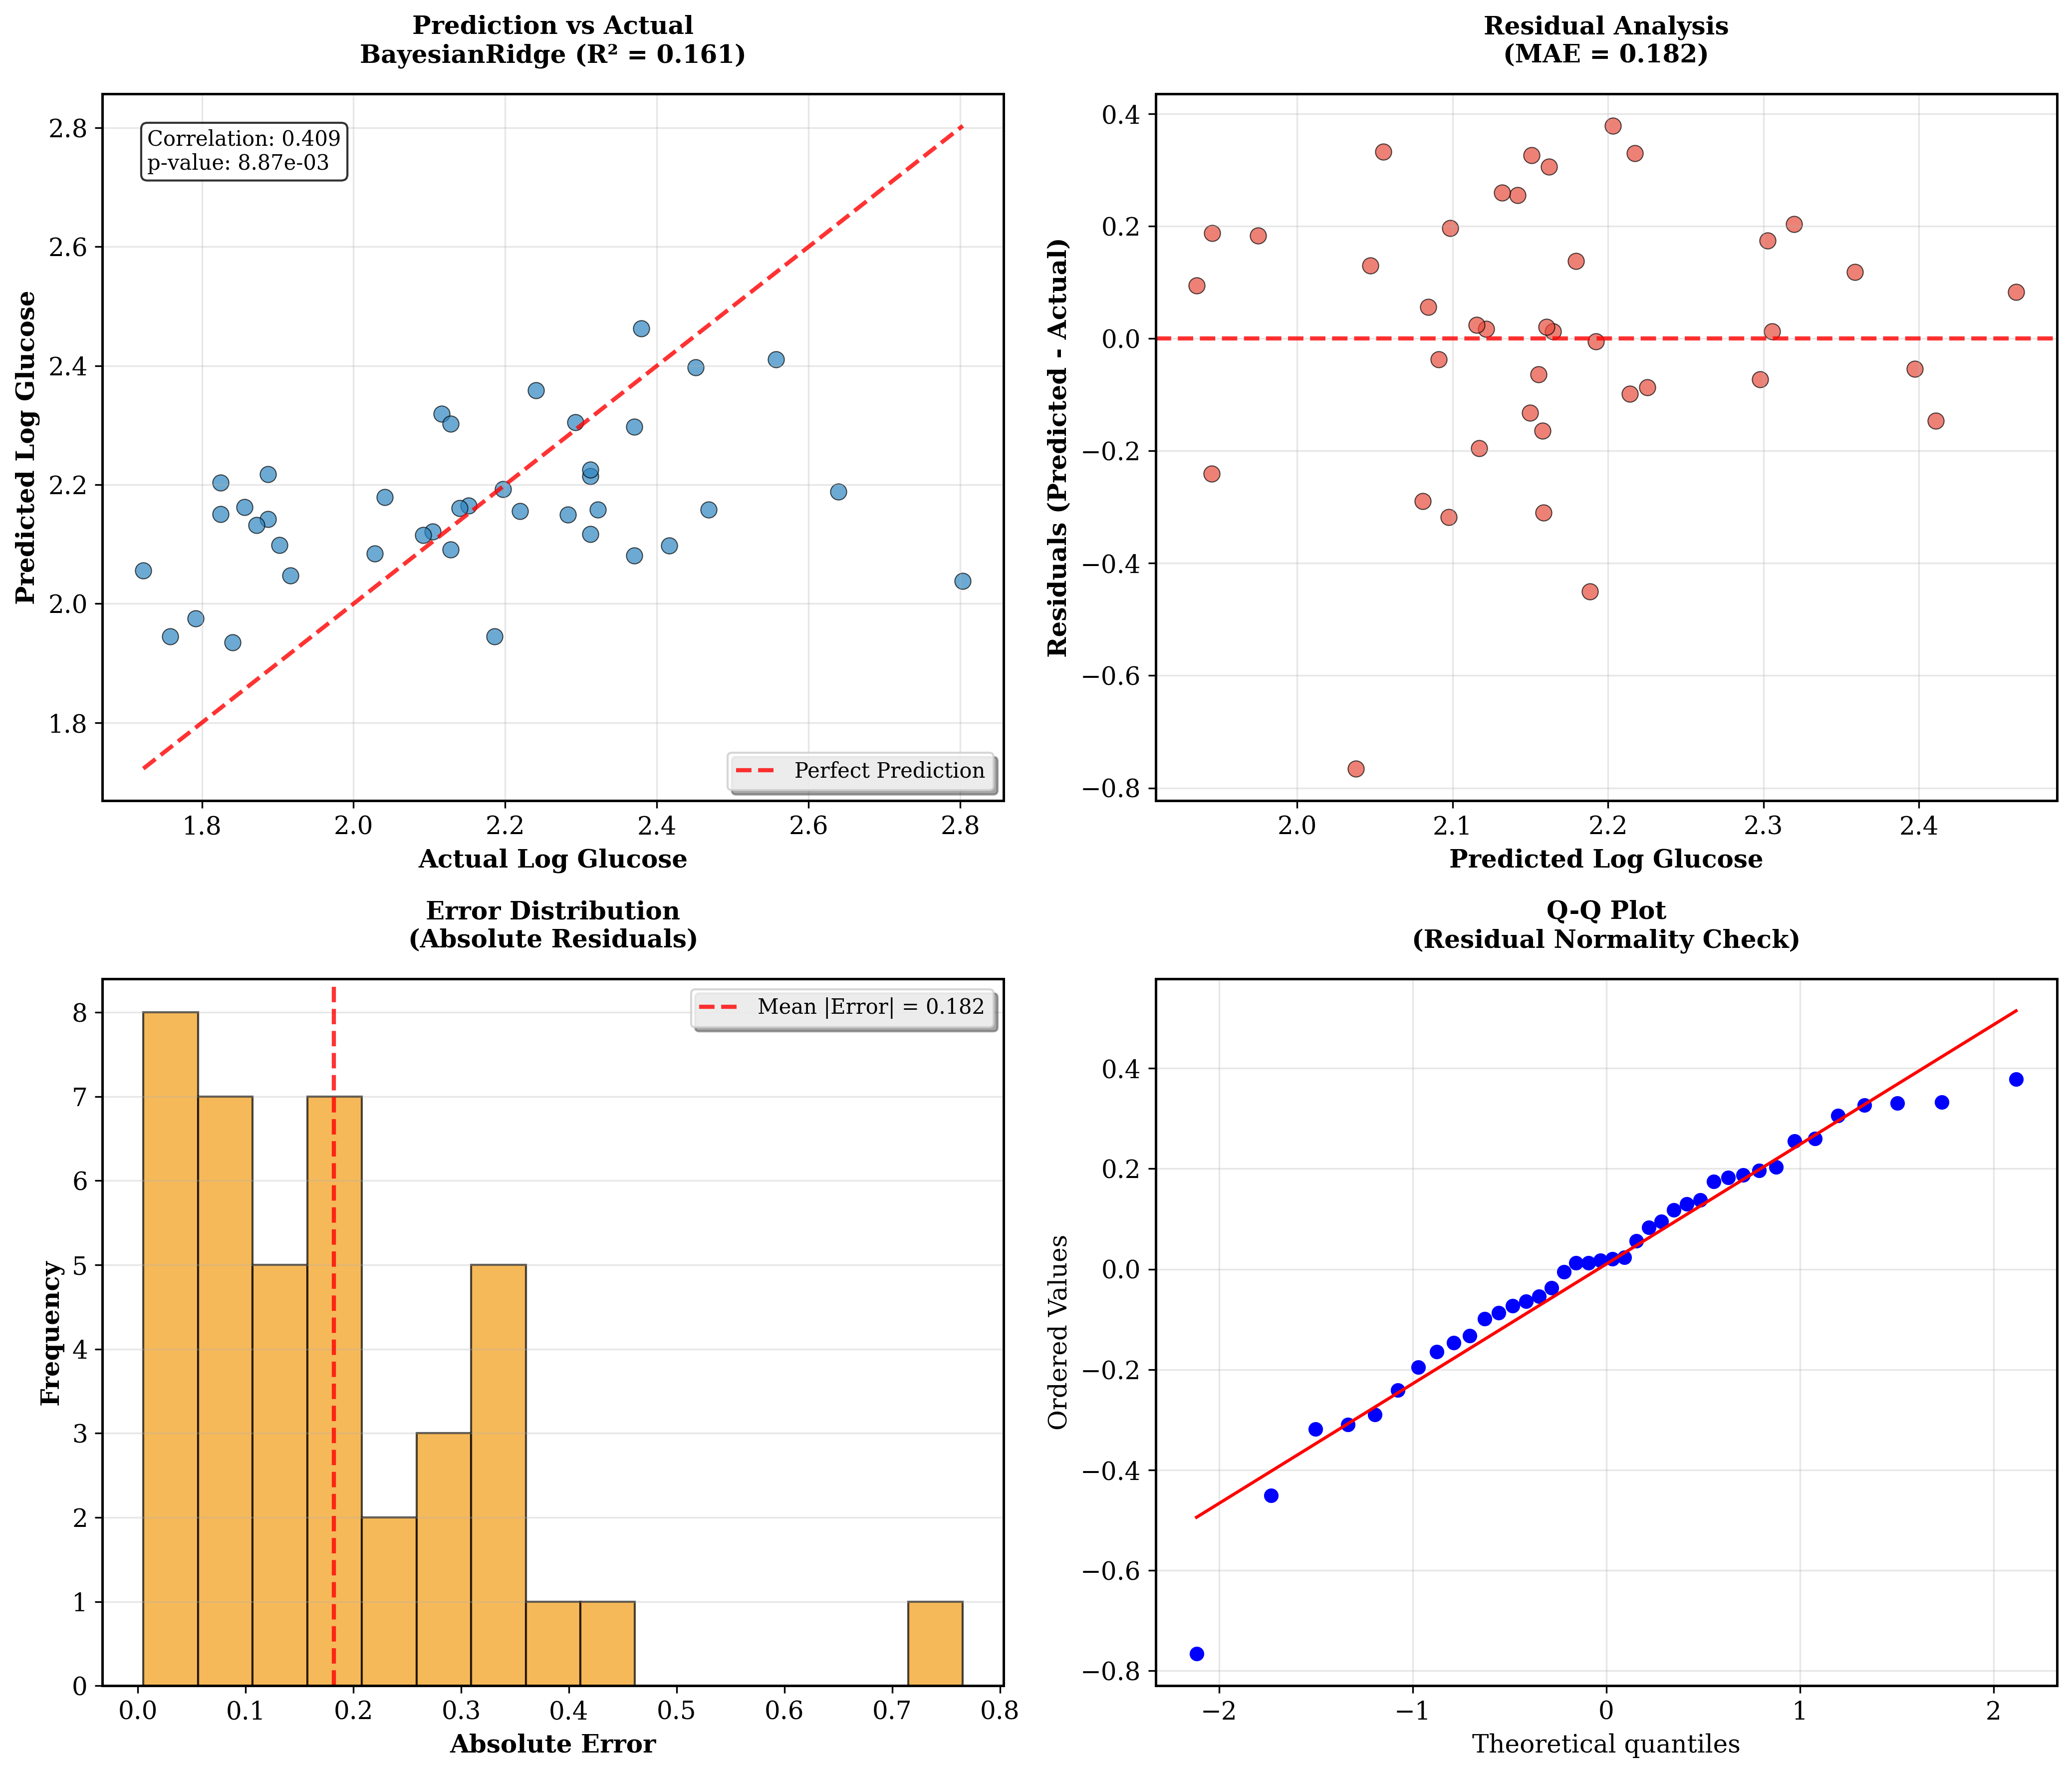 Prediction vs Actual
BayesianRidge (R² = 0.161)
Correlation: 0.409
p-value: 8.87e-03
2.8
2.6
2.4
2.2
2.0
1.8
Predicted Log Glucose
Perfect Prediction
1.8 2.0 2.2 2.4 2.6 2.8
Actual Log Glucose
Residual Analysis
(MAE = 0.182)
0.4
0.2
0.0
−0.2
−0.4
−0.6
−0.8
Residuals (Predicted - Actual)
2.0 2.1 2.2 2.3 2.4
Predicted Log Glucose
Error Distribution
(Absolute Residuals)
Mean |Error| = 0.182
8
7
6
5
4
3
2
1
0
Frequency
0.0 0.1 0.2 0.3 0.4 0.5 0.6 0.7 0.8
Absolute Error
Q-Q Plot
(Residual Normality Check)
0.4
0.2
0.0
−0.2
−0.4
−0.6
−0.8
Ordered Values
−2 −1 0 1 2
Theoretical quantiles